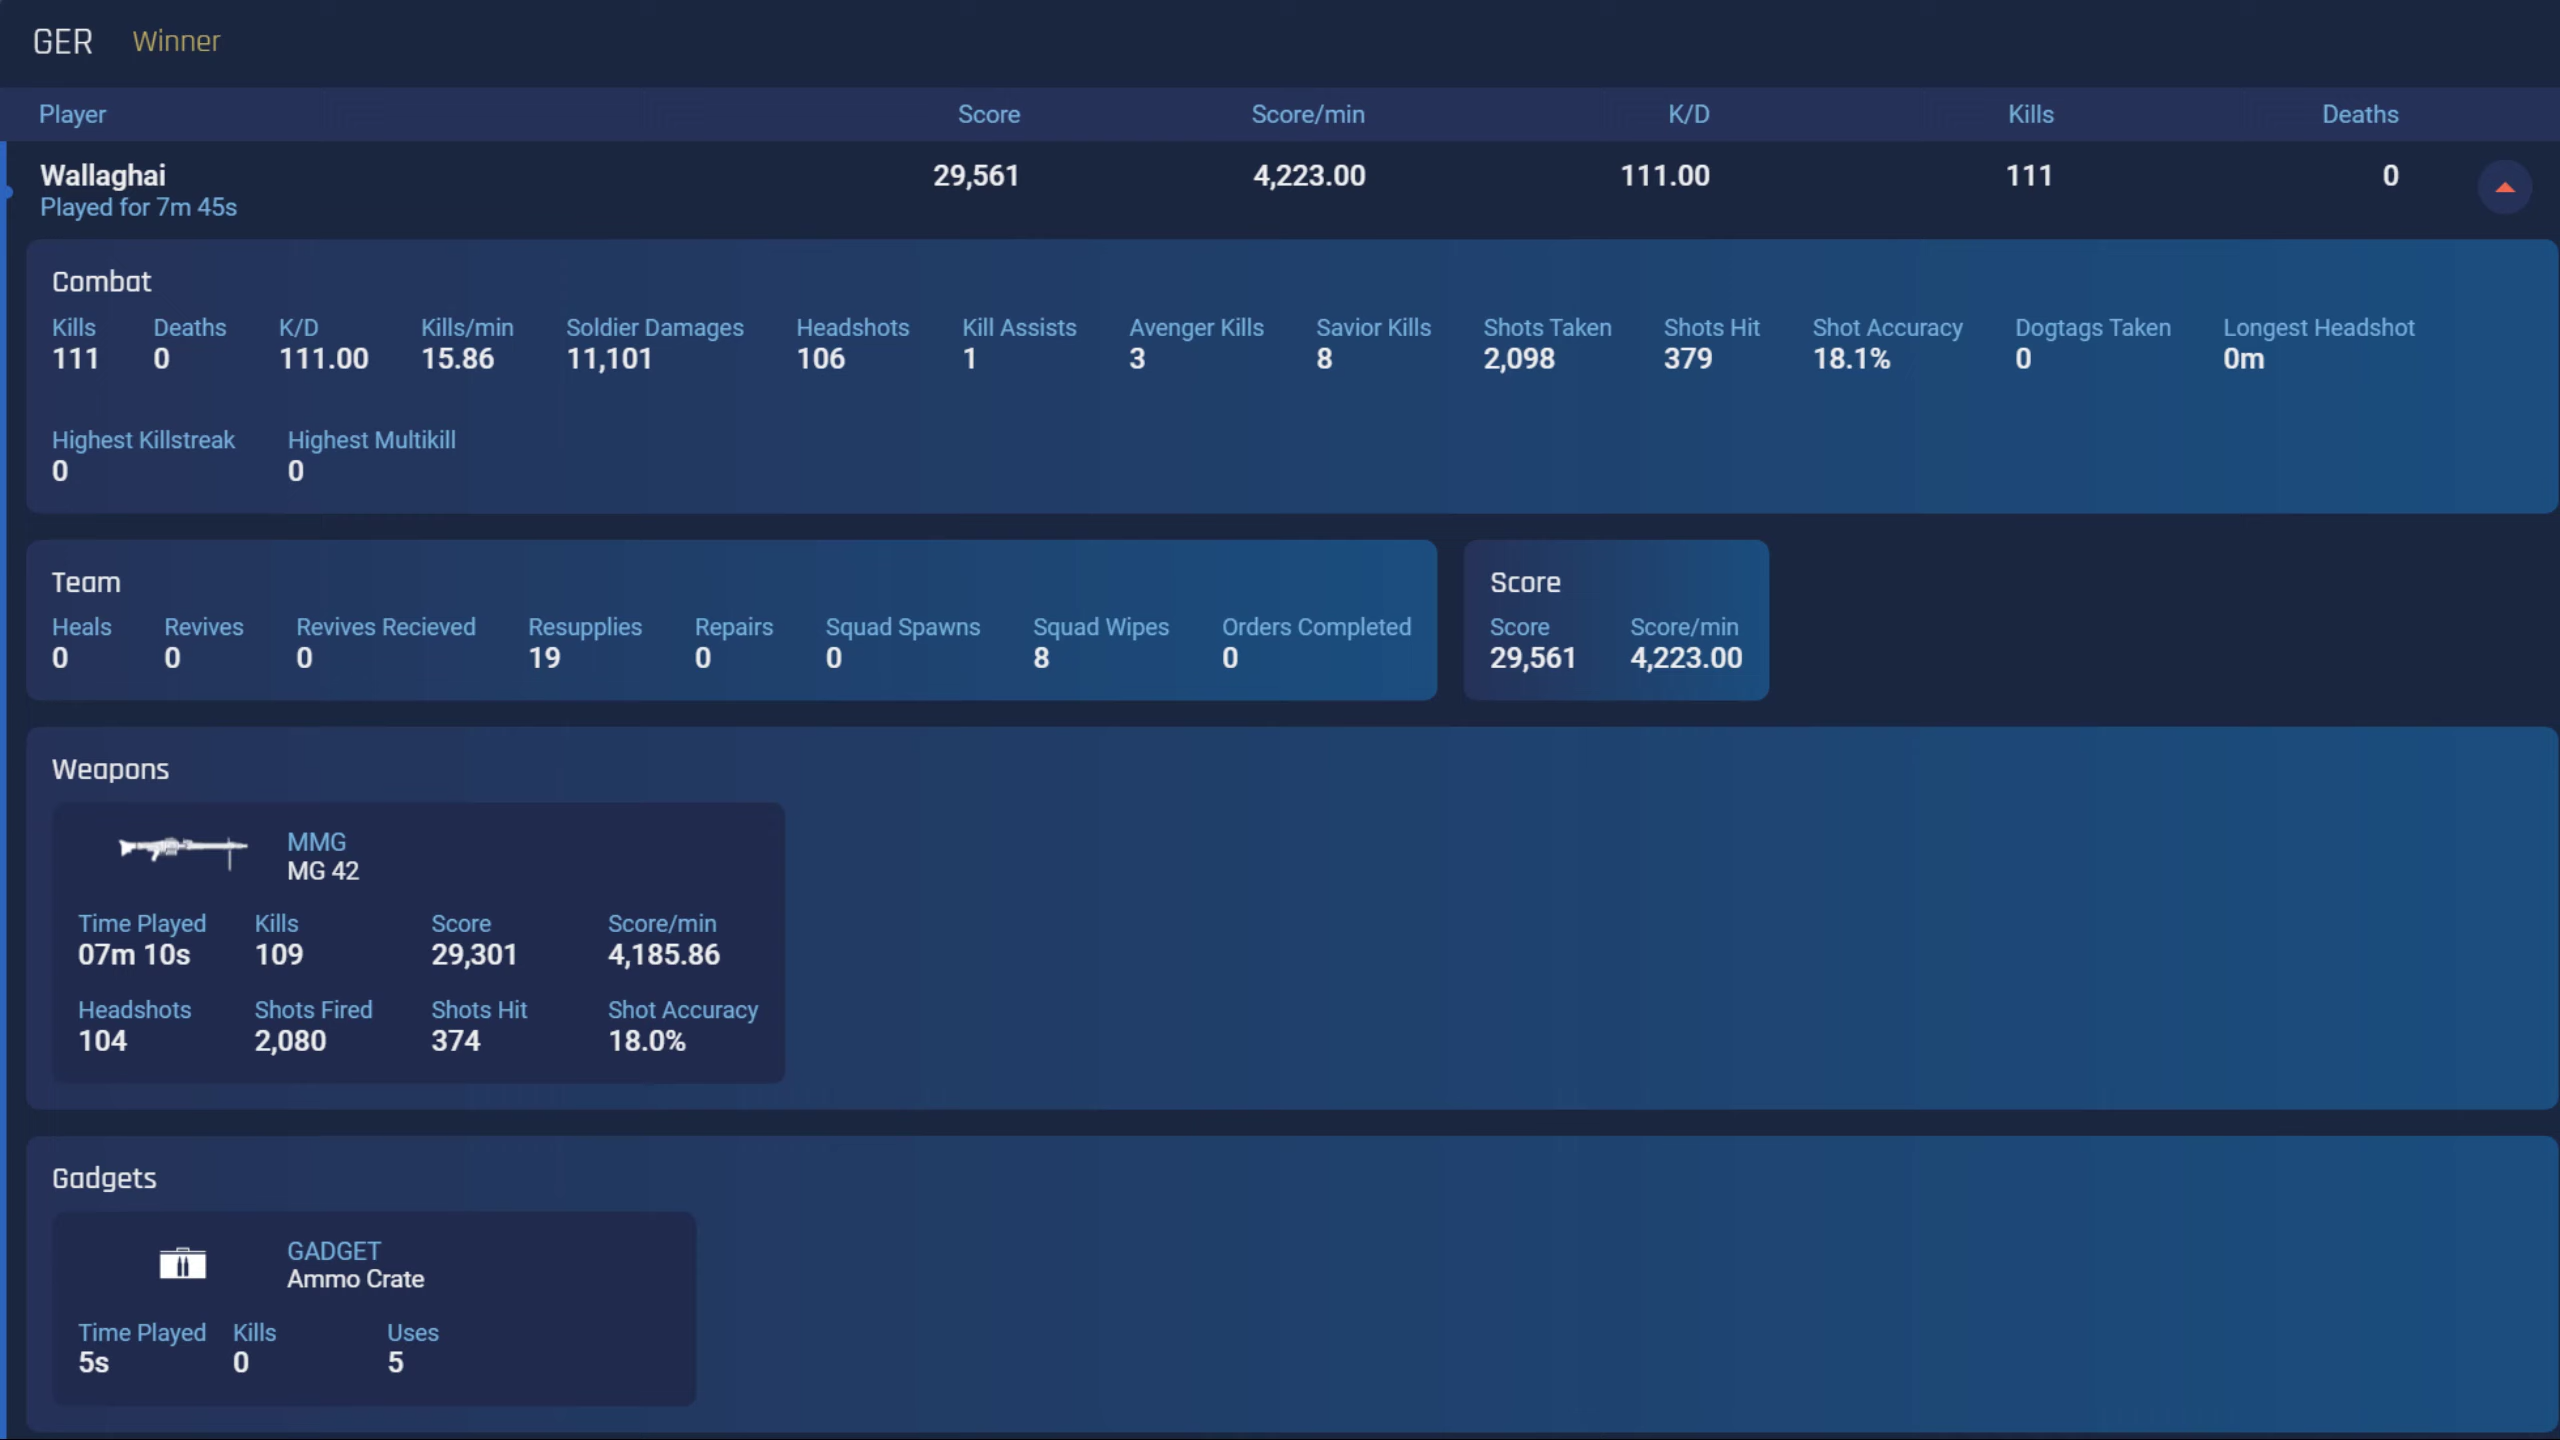 GER Winner
Player Score Score/min K/D Kills Deaths
Wallaghai 29,561 4,223.00 111.00 111 0
Played for 7m 45s
Combat
Kills Deaths K/D Kills/min Soldier Damages Headshots Kill Assists Avenger Kills Savior Kills Shots Taken Shots Hit Shot Accuracy Dogtags Taken Longest Headshot
111 0 111.00 15.86 11,101 106 1 3 8 2,098 379 18.1% 0 0m
Highest Killstreak Highest Multikill
0 0
Team
Heals Revives Revives Recieved Resupplies Repairs Squad Spawns Squad Wipes Orders Completed
0 0 0 19 0 0 8 0
Score
Score Score/min
29,561 4,223.00
Weapons
MMG
MG 42
Time Played Kills Score Score/min
07m 10s 109 29,301 4,185.86
Headshots Shots Fired Shots Hit Shot Accuracy
104 2,080 374 18.0%
Gadgets
GADGET
Ammo Crate
Time Played Kills Uses
5s 0 5